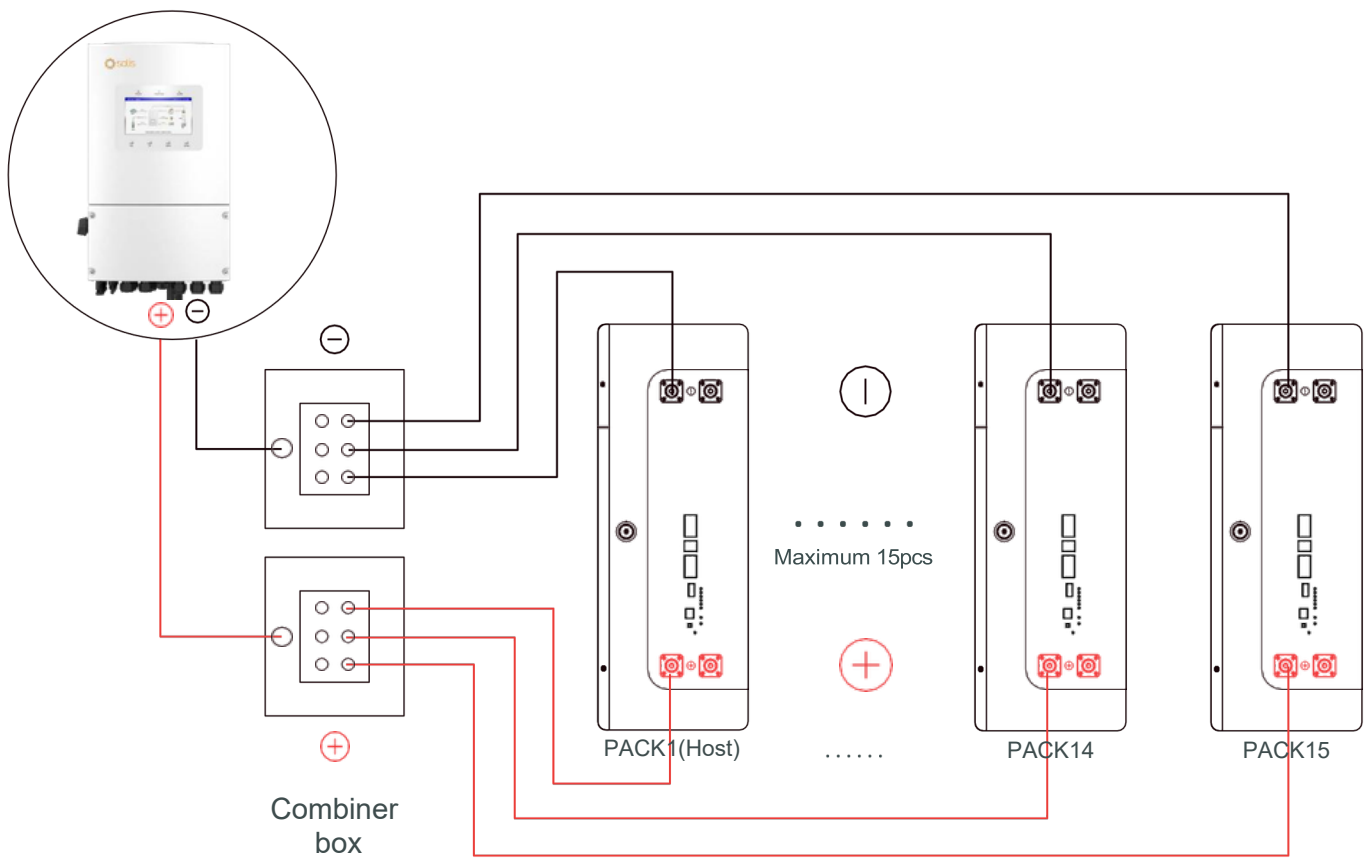 solis
Maximum 15pcs
PACK1(Host)
......
PACK14
PACK15
Combiner
box